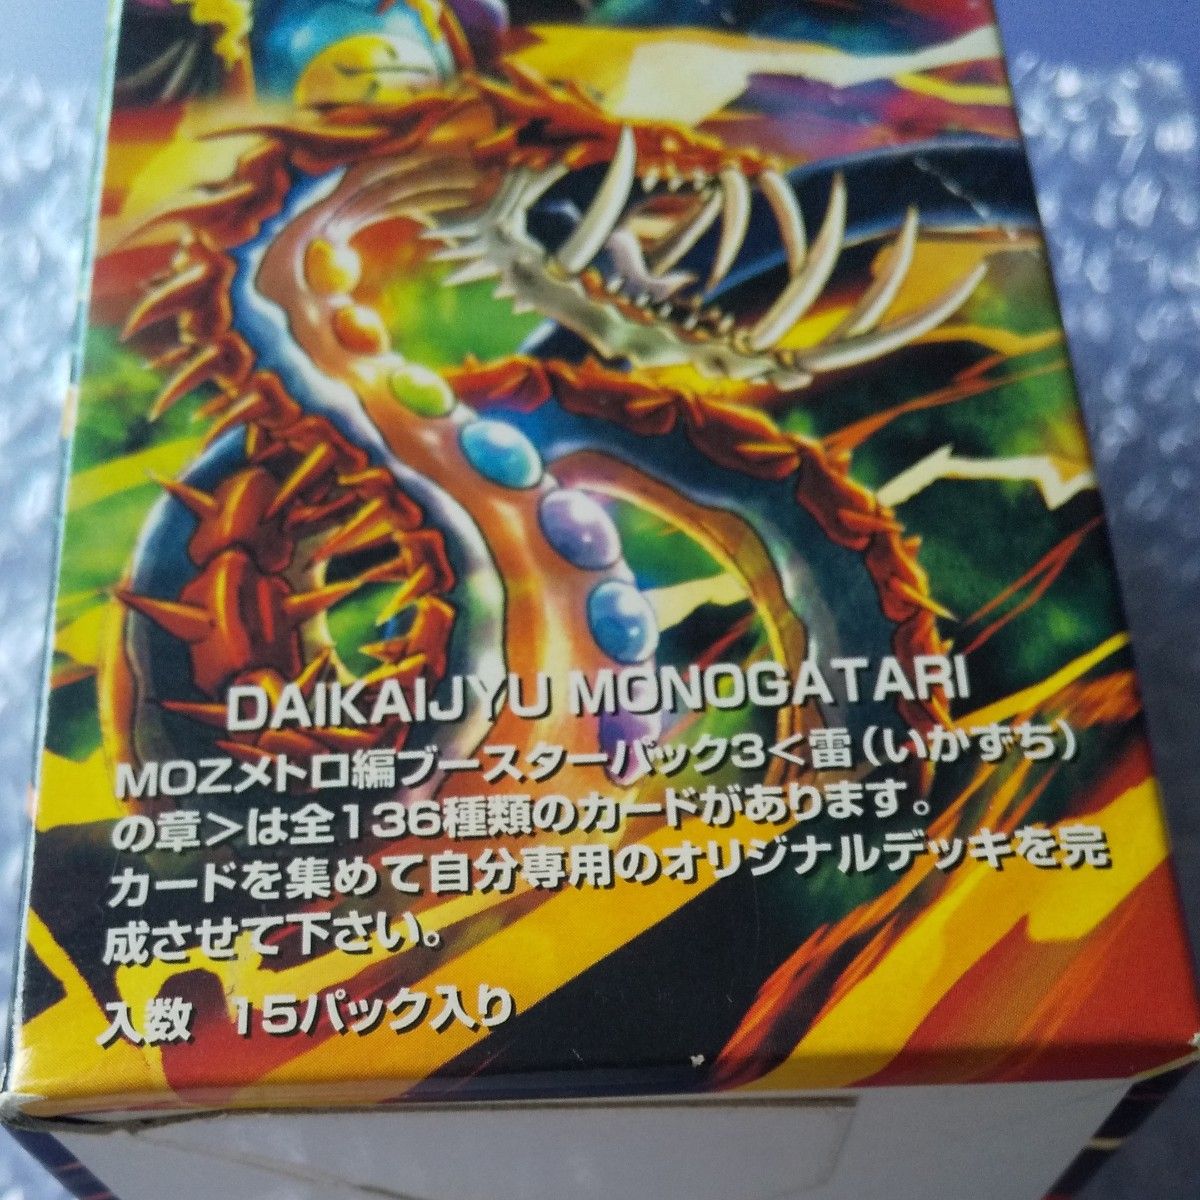 DAIKAIJYU MONOGATARI
MOZメトロ編ブースターパック3＜雷（いかずち）
の章＞は全136種類のカードがあります。
カードを集めて自分専用のオリジナルデッキを完
成させて下さい。
入数　15パック入り